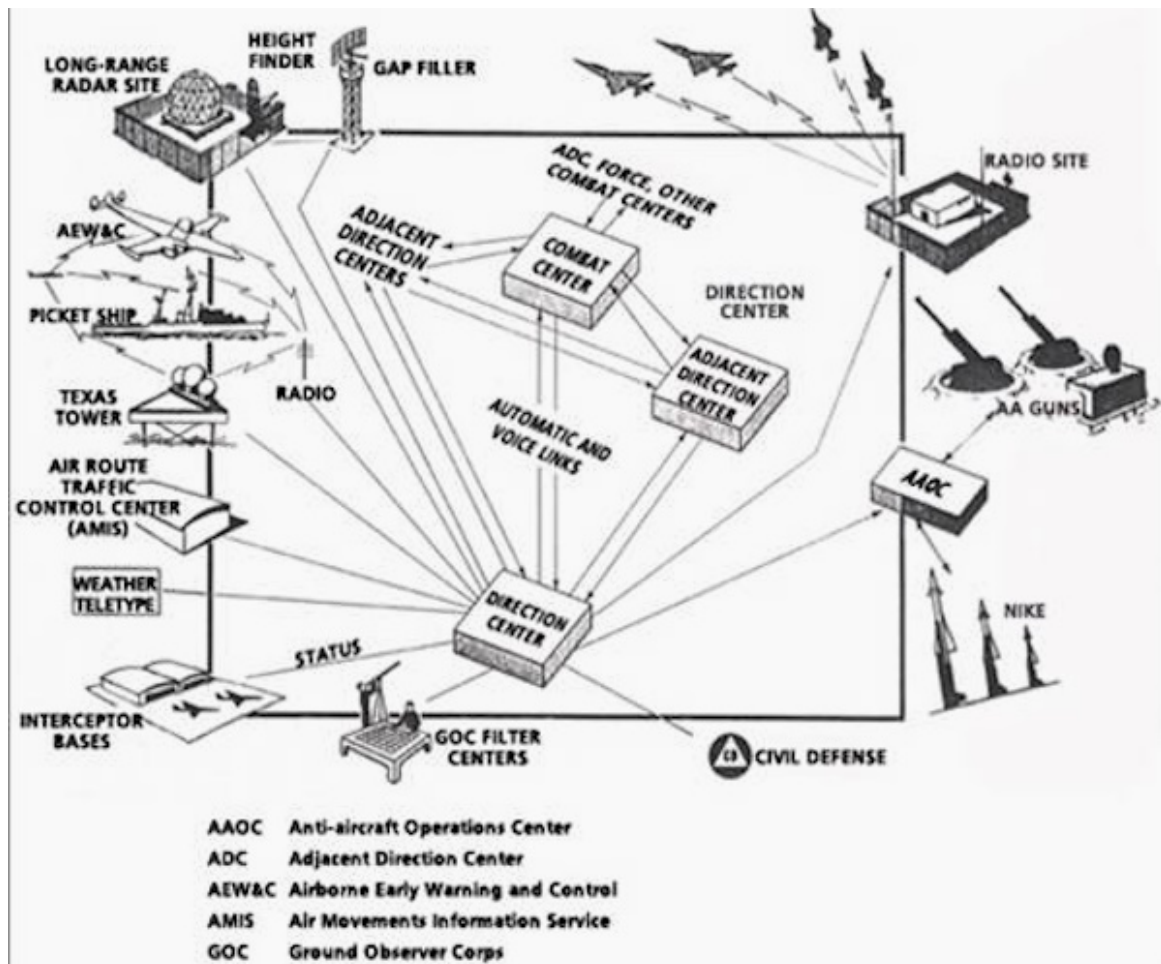 LONG-RANGE
RADAR SITE
HEIGHT
FINDER
GAP FILLER
ADC, FORCE, OTHER
COMBAT CENTERS
RADIO SITE
AEW&C
ADJACENT
DIRECTION
CENTERS
COMBAT
CENTER
DIRECTION
CENTER
PICKET SHIP
ADJACENT
DIRECTION
CENTER
RADIO
TEXAS
TOWER
AUTOMATIC AND
VOICE LINKS
AA GUNS
AIR ROUTE
TRAFFIC
CONTROL CENTER
(AMIS)
AAOC
WEATHER
TELETYPE
DIRECTION
CENTER
NIKE
STATUS
INTERCEPTOR
BASES
GOC FILTER
CENTERS
CD
CIVIL DEFENSE
AAOC Anti-aircraft Operations Center
ADC Adjacent Direction Center
AEW&C Airborne Early Warning and Control
AMIS Air Movements Information Service
GOC Ground Observer Corps